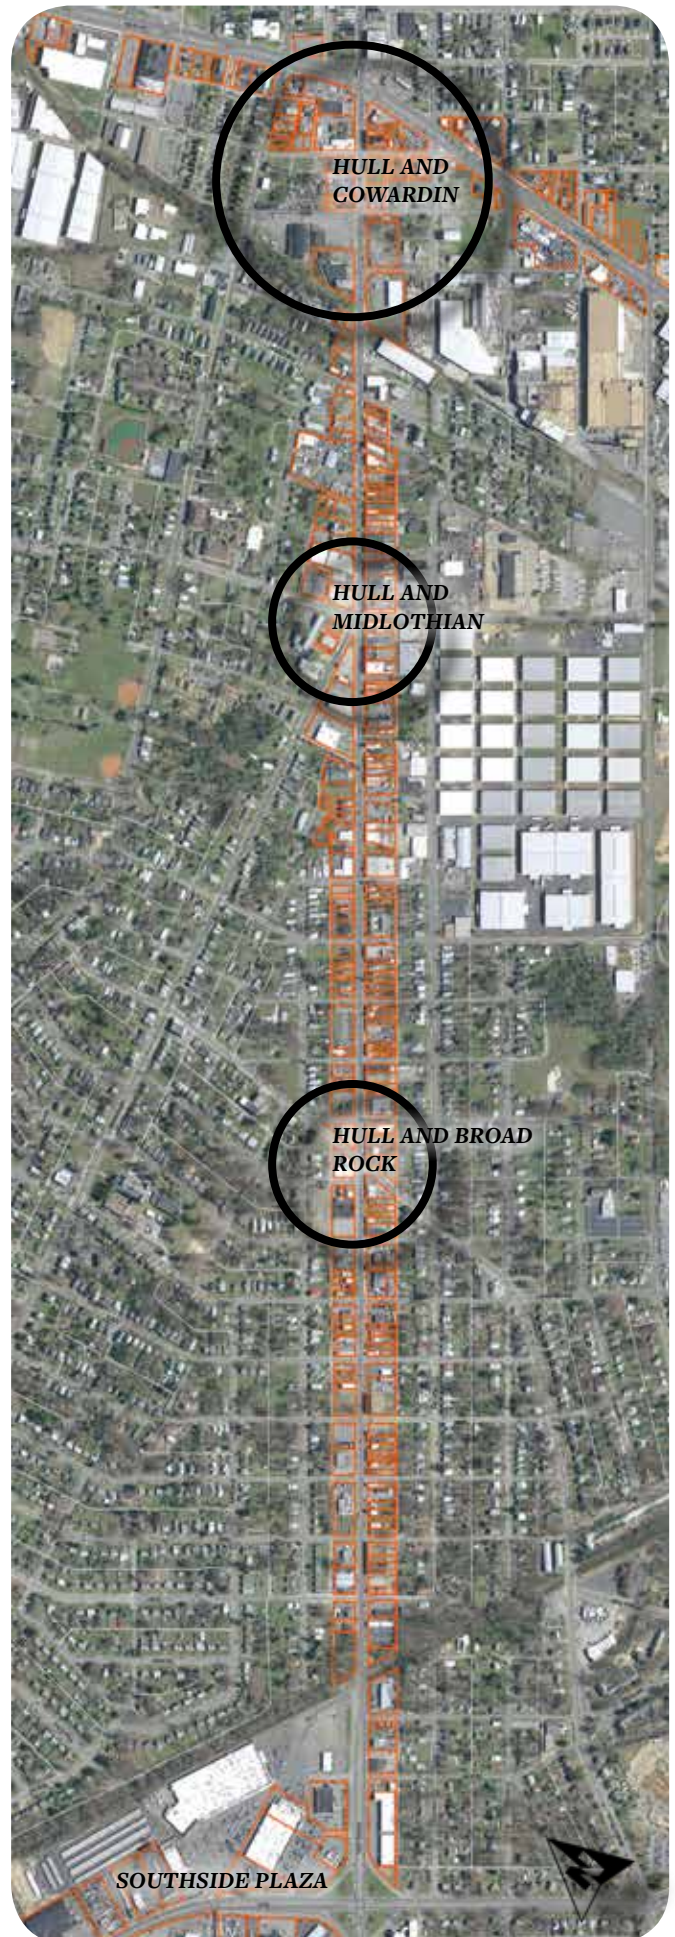 HULL AND
COWARDIN
HULL AND
MIDLOTHIAN
HULL AND BROAD
ROCK
SOUTHSIDE PLAZA
N